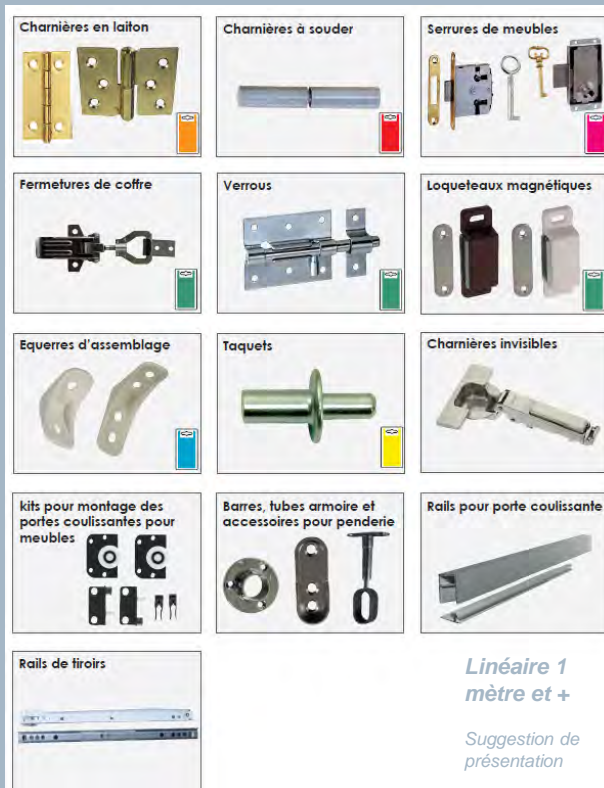 Charnières en laiton
Charnières à souder
Serrures de meubles
Fermetures de coffre
Verrous
Loqueteaux magnétiques
Equerres d'assemblage
Taquets
Charnières invisibles
kits pour montage des
portes coulissantes pour
meubles
Barres, tubes armoire et
accessoires pour penderie
Rails pour porte coulissante
Rails de tiroirs
Linéaire 1
mètre et +
Suggestion de
présentation